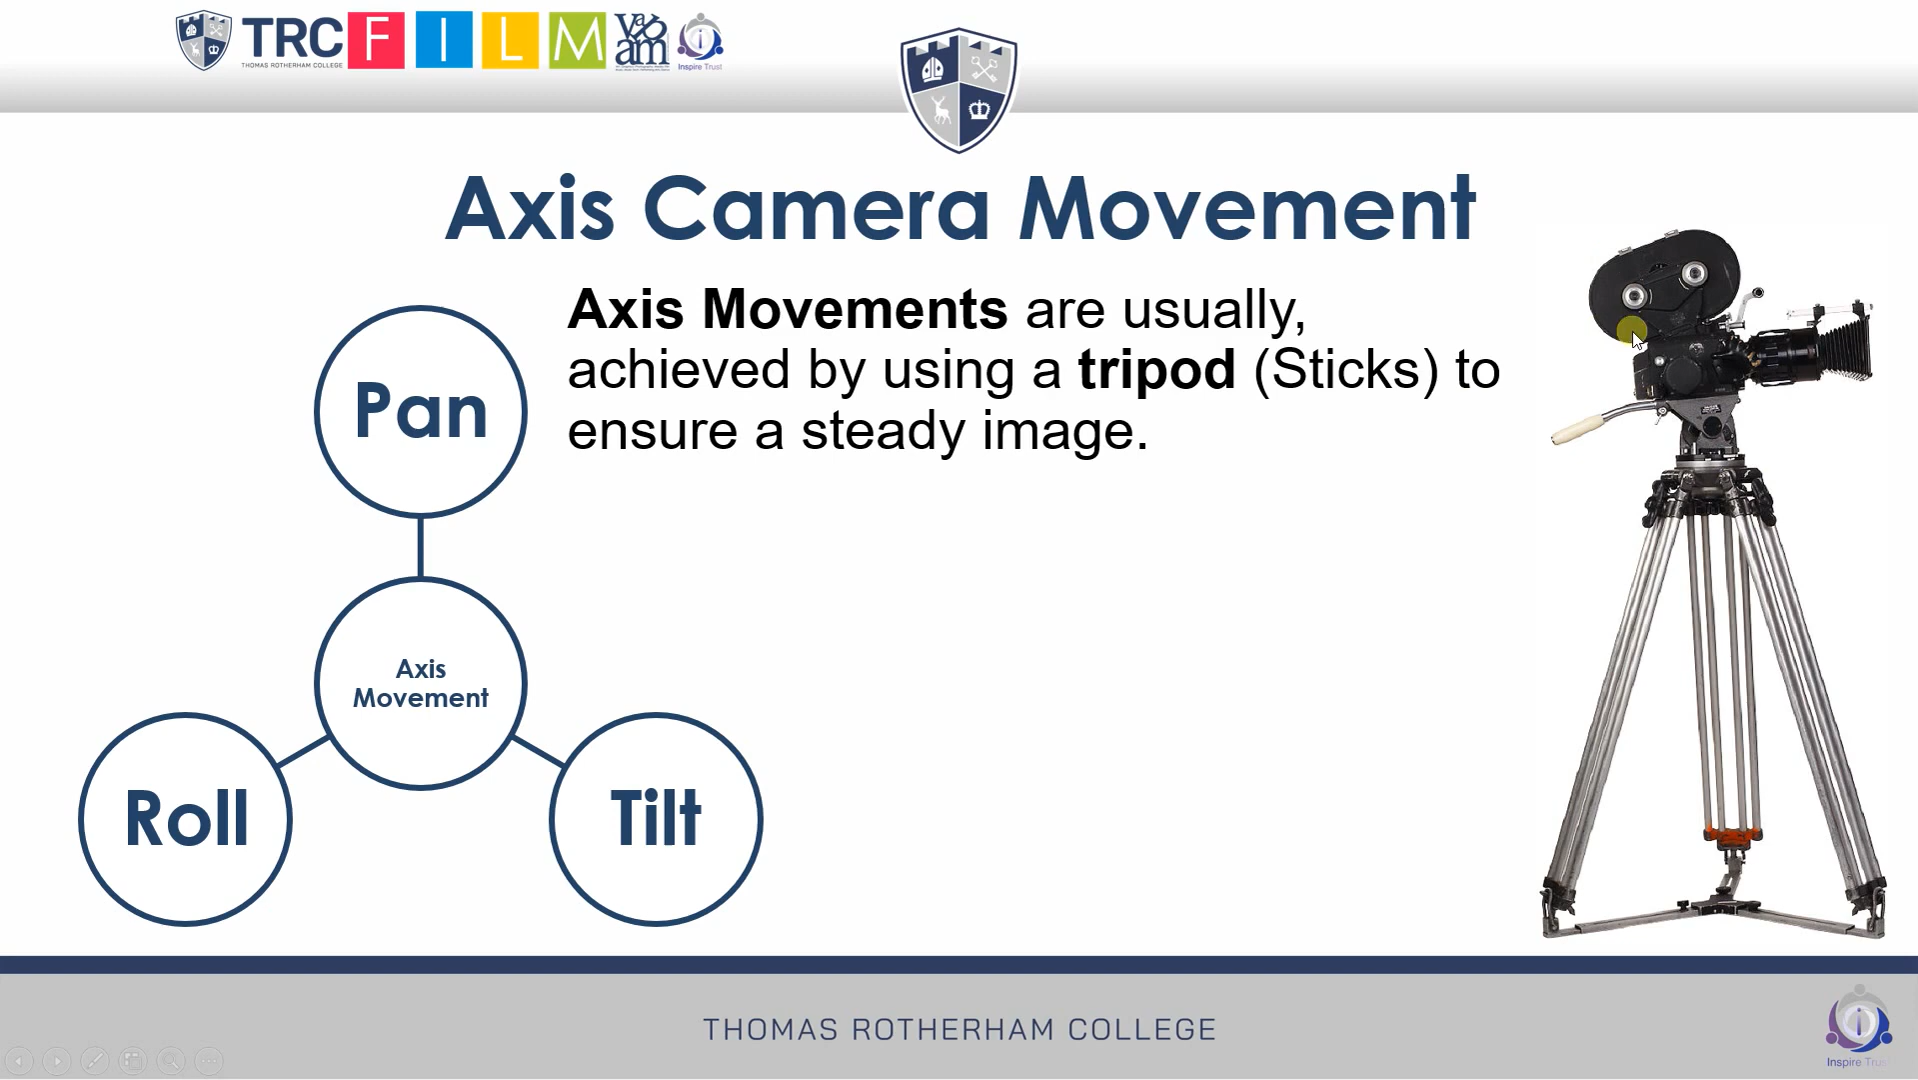 TRC FILM
THOMAS ROTHERHAM COLLEGE
Inspire Trust
Axis Camera Movement
Axis Movements are usually,
achieved by using a tripod (Sticks) to
ensure a steady image.
Pan
Axis
Movement
Roll
Tilt
THOMAS ROTHERHAM COLLEGE
Inspire Trust